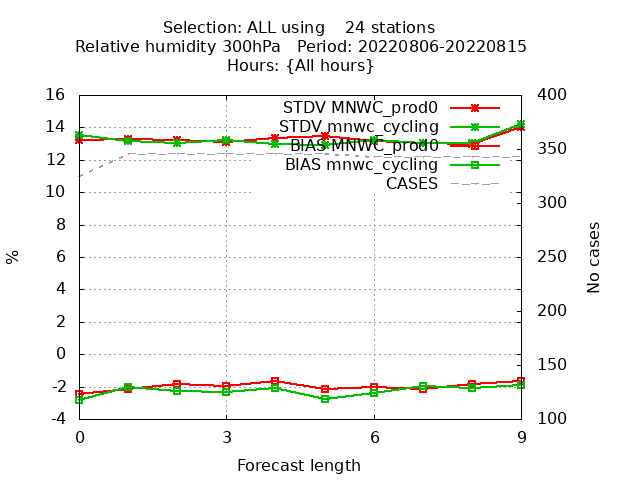 Selection: ALL using    24 stations
Relative humidity 300hPa   Period: 20220806-20220815
Hours: {All hours}
STDV MNWC_prod0
STDV mnwc_cycling
BIAS MNWC_prod0
BIAS mnwc_cycling
CASES
16
14
12
10
8
6
4
2
0
-2
-4
%
400
350
300
250
200
150
100
No cases
0
3
6
9
Forecast length